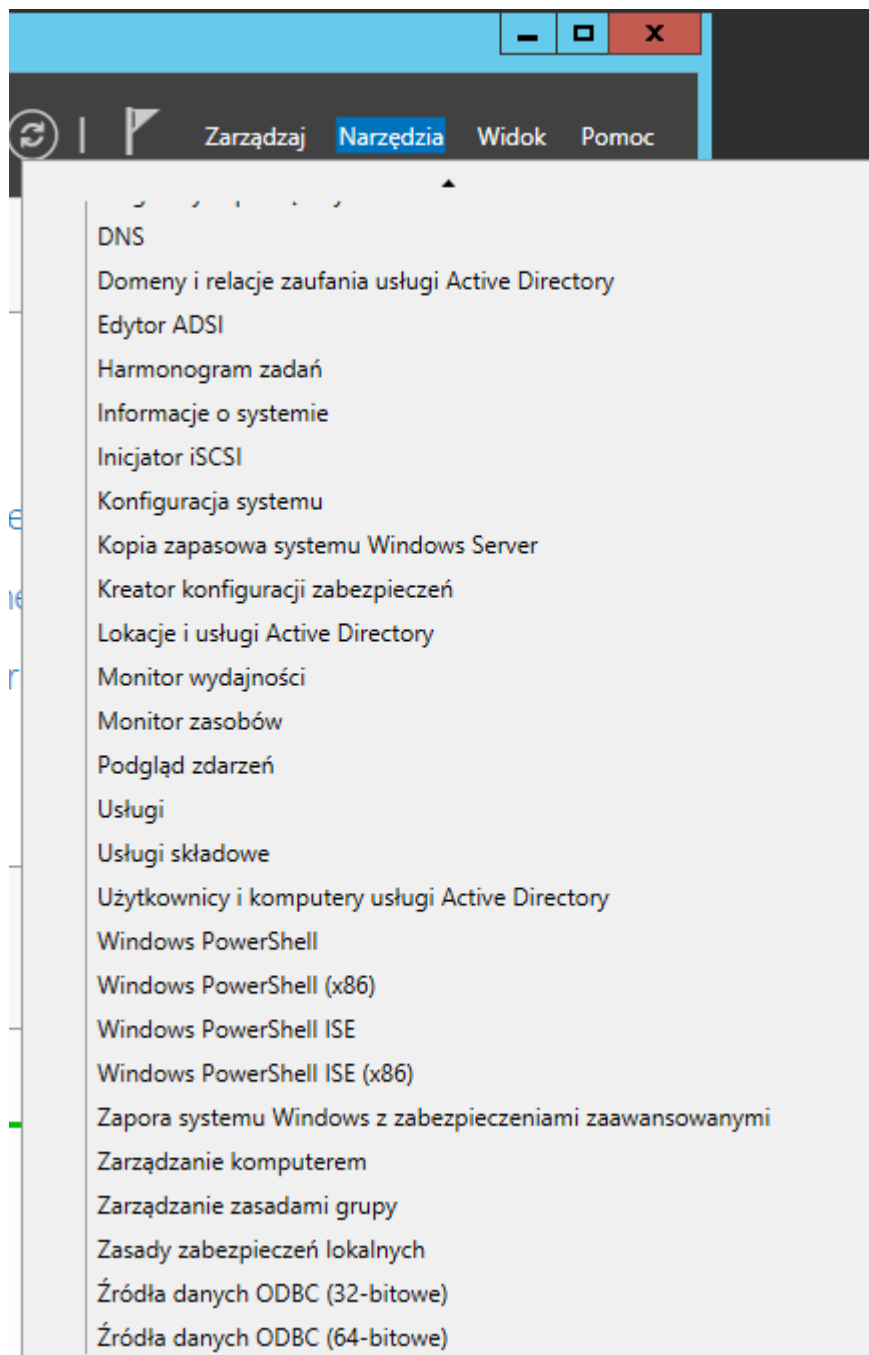 Zarządzaj Narzędzia Widok Pomoc
DNS
Domeny i relacje zaufania usługi Active Directory
Edytor ADSI
Harmonogram zadań
Informacje o systemie
Inicjator iSCSI
Konfiguracja systemu
Kopia zapasowa systemu Windows Server
Kreator konfiguracji zabezpieczeń
Lokacje i usługi Active Directory
Monitor wydajności
Monitor zasobów
Podgląd zdarzeń
Usługi
Usługi składowe
Użytkownicy i komputery usługi Active Directory
Windows PowerShell
Windows PowerShell (x86)
Windows PowerShell ISE
Windows PowerShell ISE (x86)
Zapora systemu Windows z zabezpieczeniami zaawansowanymi
Zarządzanie komputerem
Zarządzanie zasadami grupy
Zasady zabezpieczeń lokalnych
Źródła danych ODBC (32-bitowe)
Źródła danych ODBC (64-bitowe)